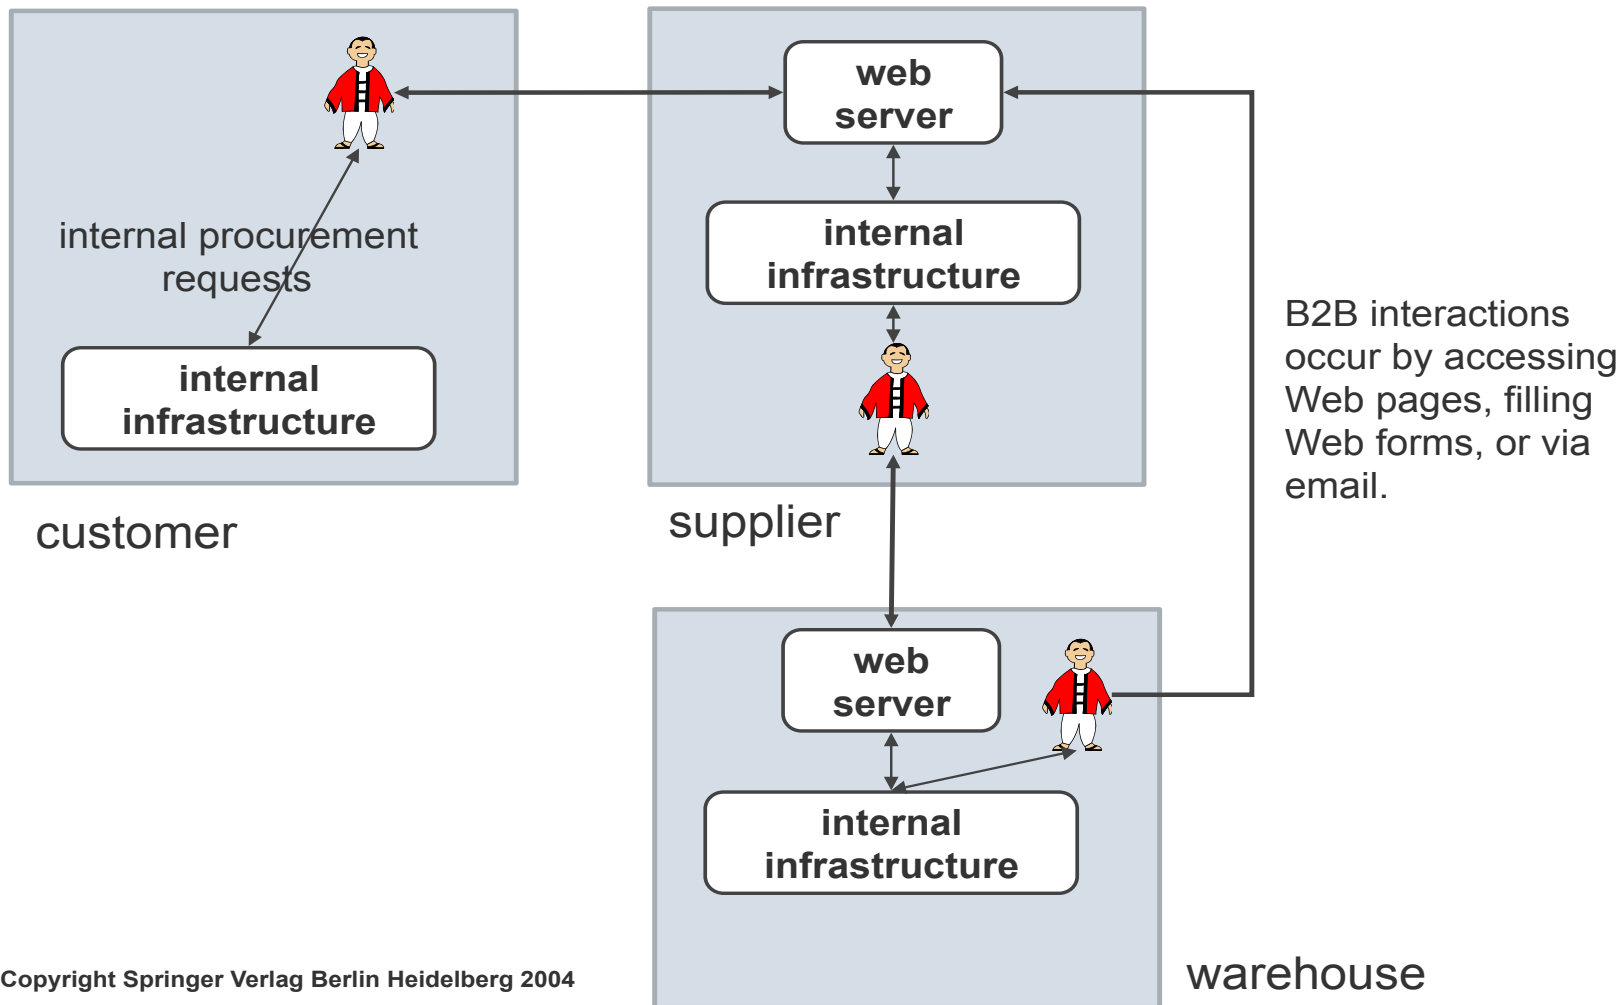 web
server
internal procurement
requests
internal
infrastructure
internal
infrastructure
customer
supplier
B2B interactions
occur by accessing
Web pages, filling
Web forms, or via
email.
web
server
internal
infrastructure
warehouse
Copyright Springer Verlag Berlin Heidelberg 2004